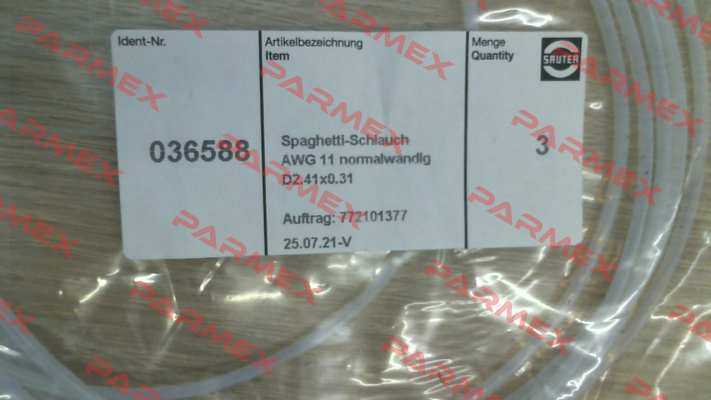 Ident-Nr.
Artikelbezeichnung
Item
Menge
Quantity
SAUTER
036588
Spaghetti-Schlauch
AWG 11 normalwandig
D2.41x0.31
3
Auftrag: 772101377
25.07.21-V
PARMEX